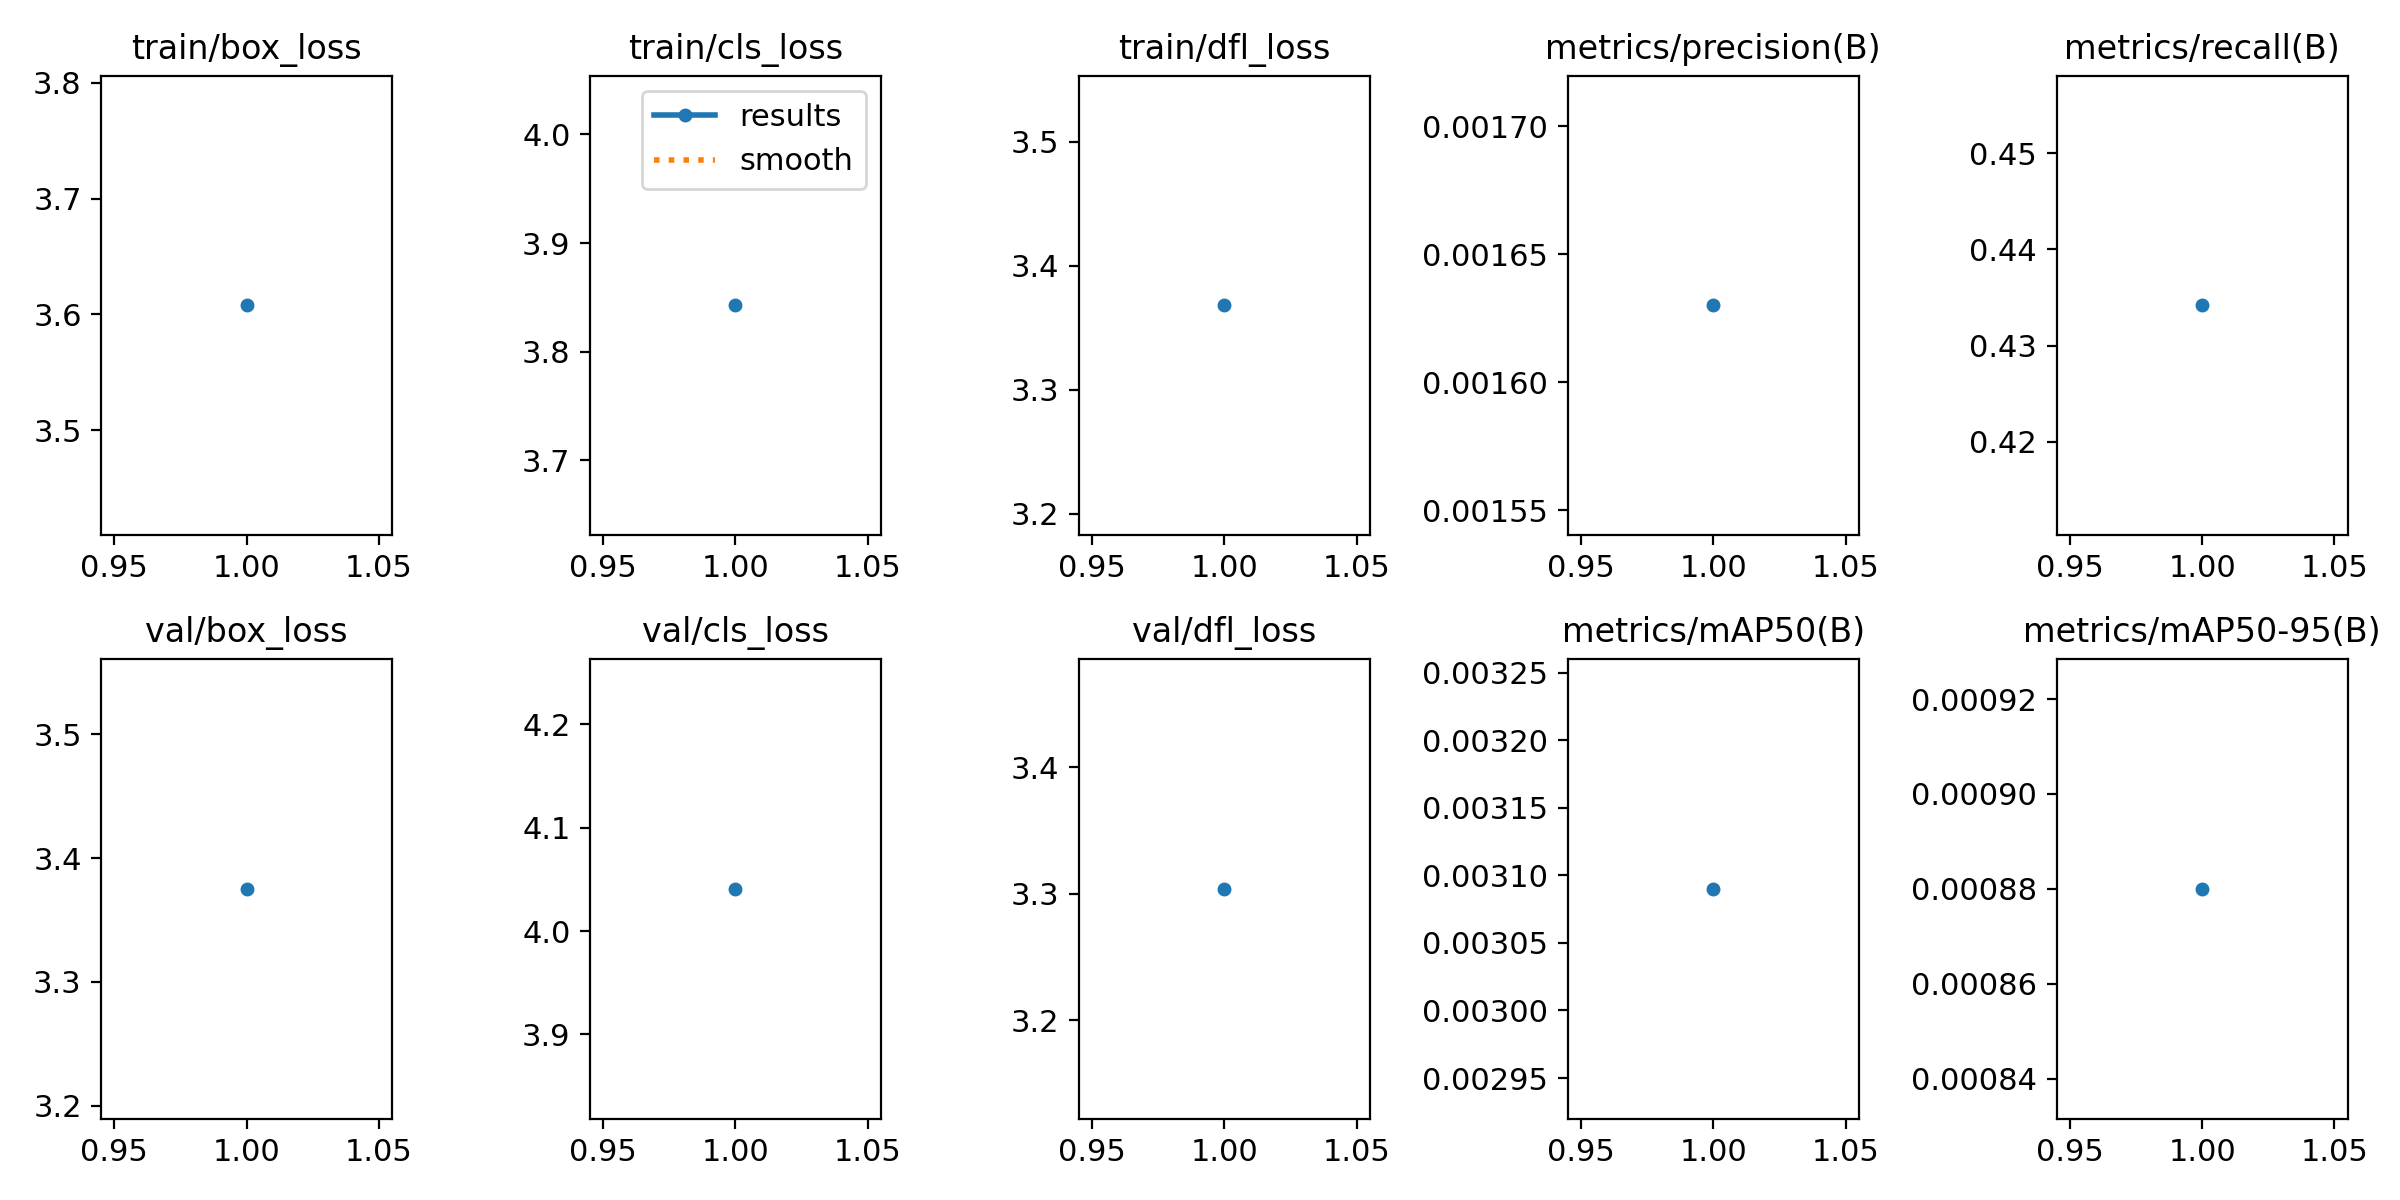 train/box_loss
3.8
3.7
3.6
3.5
0.95 1.00 1.05
train/cls_loss
results
smooth
4.0
3.9
3.8
3.7
0.95 1.00 1.05
train/dfl_loss
3.5
3.4
3.3
3.2
0.95 1.00 1.05
metrics/precision(B)
0.00170
0.00165
0.00160
0.00155
0.95 1.00 1.05
metrics/recall(B)
0.45
0.44
0.43
0.42
0.95 1.00 1.05
val/box_loss
3.5
3.4
3.3
3.2
0.95 1.00 1.05
val/cls_loss
4.2
4.1
4.0
3.9
0.95 1.00 1.05
val/dfl_loss
3.4
3.3
3.2
0.95 1.00 1.05
metrics/mAP50(B)
0.00325
0.00320
0.00315
0.00310
0.00305
0.00300
0.00295
0.95 1.00 1.05
metrics/mAP50-95(B)
0.00092
0.00090
0.00088
0.00086
0.00084
0.95 1.00 1.05